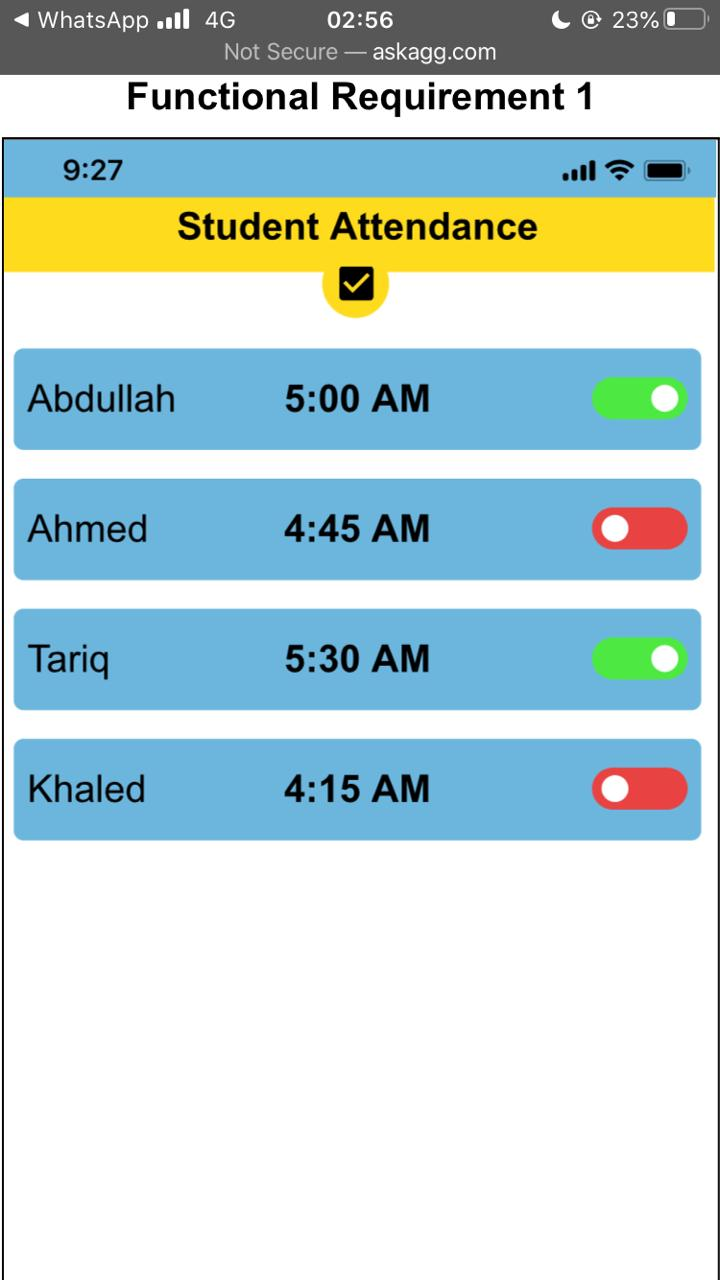 WhatsApp 4G 02:56 23%
Not Secure — askagg.com
Functional Requirement 1
9:27
Student Attendance
Abdullah 5:00 AM
Ahmed 4:45 AM
Tariq 5:30 AM
Khaled 4:15 AM